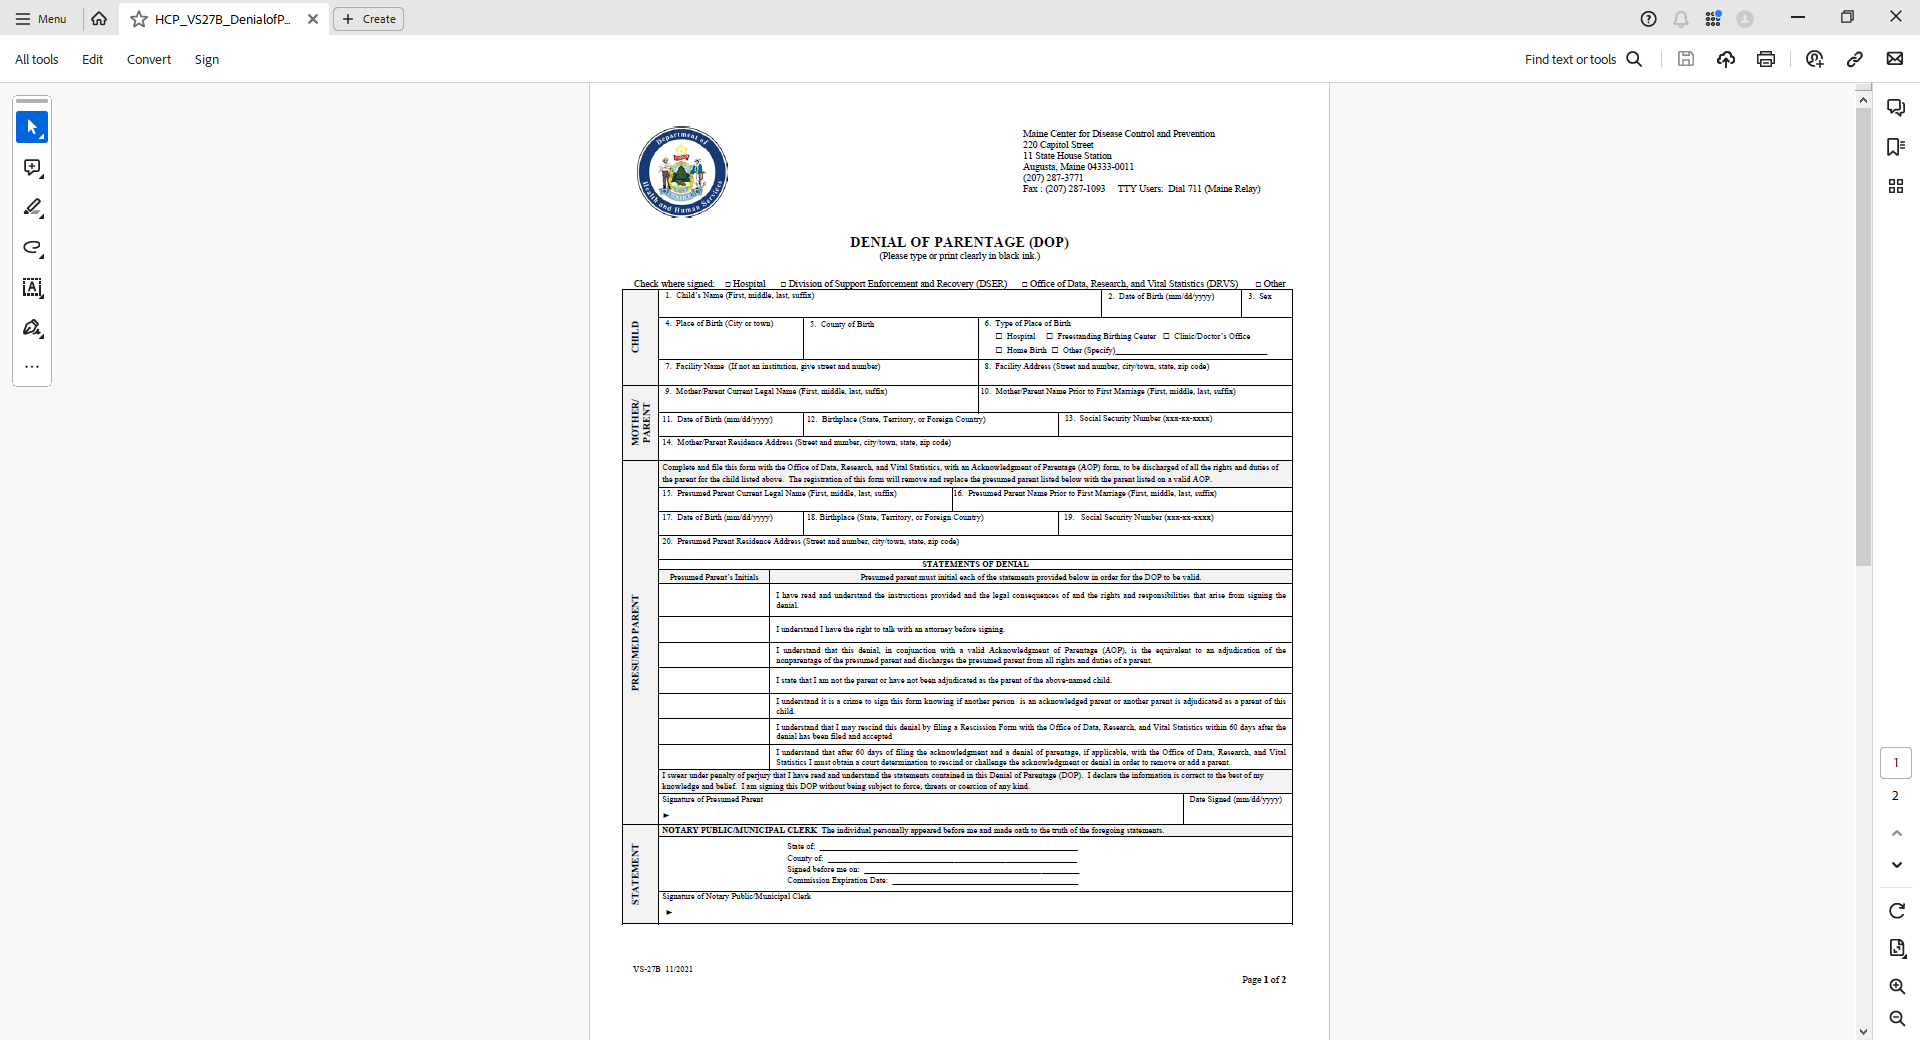 Menu
HCP_VS27B_DenialofP...
Create
All tools
Edit
Convert
Sign
Find text or tools
Department of
Health and Human Services
Maine Center for Disease Control and Prevention
220 Capitol Street
11 State House Station
Augusta, Maine 04333-0011
(207) 287-3771
Fax : (207) 287-1093 TTY Users: Dial 711 (Maine Relay)
DENIAL OF PARENTAGE (DOP)
(Please type or print clearly in black ink.)
Check where signed: □ Hospital □ Division of Support Enforcement and Recovery (DSER) □ Office of Data, Research, and Vital Statistics (DRVS) □ Other
CHILD
1. Child's Name (First, middle, last, suffix)
2. Date of Birth (mm/dd/yyyy)
3. Sex
4. Place of Birth (City or town)
5. County of Birth
6. Type of Place of Birth
□ Hospital □ Freestanding Birthing Center □ Clinic/Doctor's Office
□ Home Birth □ Other (Specify)
7. Facility Name (If not an institution, give street and number)
8. Facility Address (Street and number, city/town, state, zip code)
MOTHER/
PARENT
9. Mother/Parent Current Legal Name (First, middle, last, suffix)
10. Mother/Parent Name Prior to First Marriage (First, middle, last, suffix)
11. Date of Birth (mm/dd/yyyy)
12. Birthplace (State, Territory, or Foreign Country)
13. Social Security Number (xxx-xx-xxxx)
14. Mother/Parent Residence Address (Street and number, city/town, state, zip code)
PRESUMED PARENT
Complete and file this form with the Office of Data, Research, and Vital Statistics, with an Acknowledgment of Parentage (AOP) form, to be discharged of all the rights and duties of
the parent for the child listed above. The registration of this form will remove and replace the presumed parent listed below with the parent listed on a valid AOP.
15. Presumed Parent Current Legal Name (First, middle, last, suffix)
16. Presumed Parent Name Prior to First Marriage (First, middle, last, suffix)
17. Date of Birth (mm/dd/yyyy)
18. Birthplace (State, Territory, or Foreign Country)
19. Social Security Number (xxx-xx-xxxx)
20. Presumed Parent Residence Address (Street and number, city/town, state, zip code)
STATEMENTS OF DENIAL
Presumed Parent's Initials
Presumed parent must initial each of the statements provided below in order for the DOP to be valid.
I have read and understand the instructions provided and the legal consequences of and the rights and responsibilities that arise from signing the
denial.
I understand I have the right to talk with an attorney before signing.
I understand that this denial, in conjunction with a valid Acknowledgment of Parentage (AOP), is the equivalent to an adjudication of the
nonparentage of the presumed parent and discharges the presumed parent from all rights and duties of a parent.
I state that I am not the parent or have not been adjudicated as the parent of the above-named child.
I understand it is a crime to sign this form knowing if another person is an acknowledged parent or another parent is adjudicated as a parent of this
child.
I understand that I may rescind this denial by filing a Rescission Form with the Office of Data, Research, and Vital Statistics within 60 days after the
denial has been filed and accepted
I understand that after 60 days of filing the acknowledgment and a denial of parentage, if applicable, with the Office of Data, Research, and Vital
Statistics I must obtain a court determination to rescind or challenge the acknowledgment or denial in order to remove or add a parent.
I swear under penalty of perjury that I have read and understand the statements contained in this Denial of Parentage (DOP). I declare the information is correct to the best of my
knowledge and belief. I am signing this DOP without being subject to force, threats or coercion of any kind.
Signature of Presumed Parent
Date Signed (mm/dd/yyyy)
STATEMENT
NOTARY PUBLIC/MUNICIPAL CLERK The individual personally appeared before me and made oath to the truth of the foregoing statements.
State of:
County of:
Signed before me on:
Commission Expiration Date:
Signature of Notary Public/Municipal Clerk
VS-27B 11/2021
Page 1 of 2
1
2